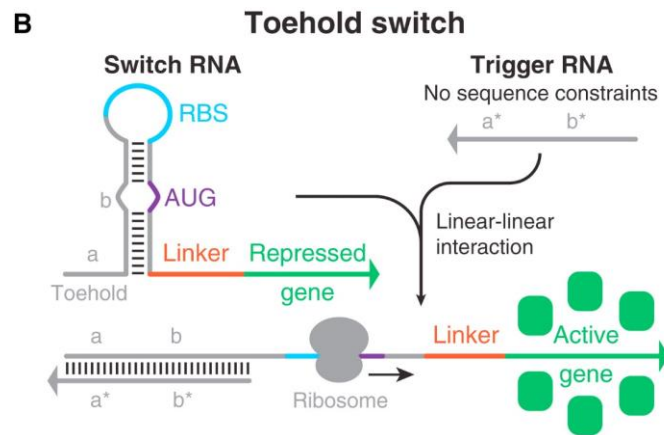 B
Toehold switch
Switch RNA
RBS
b
AUG
a
Linker
Repressed
gene
Toehold
Trigger RNA
No sequence constraints
a* b*
Linear-linear
interaction
a b
a* b*
Ribosome
Linker
Active
gene